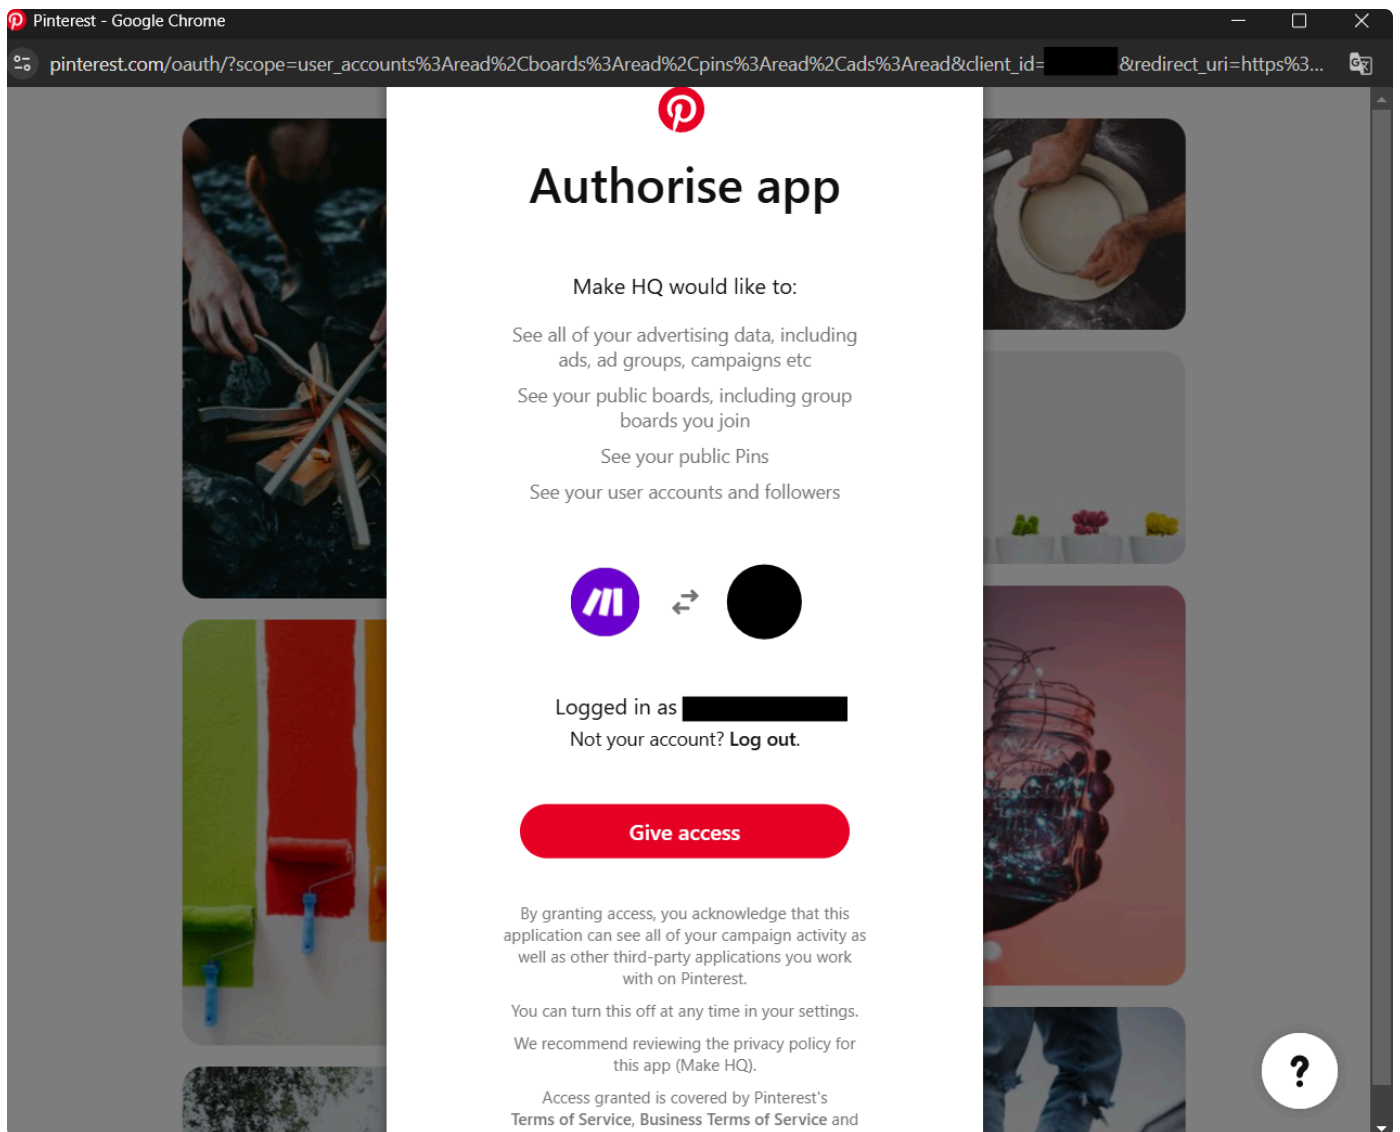 Pinterest - Google Chrome
pinterest.com/oauth/?scope=user_accounts%3Aread%2Cboards%3Aread%2Cpins%3Aread%2Cads%3Aread&client_id= &redirect_uri=https%3...
Authorise app
Make HQ would like to:
See all of your advertising data, including
ads, ad groups, campaigns etc
See your public boards, including group
boards you join
See your public Pins
See your user accounts and followers
Logged in as
Not your account? Log out.
Give access
By granting access, you acknowledge that this
application can see all of your campaign activity as
well as other third-party applications you work
with on Pinterest.
You can turn this off at any time in your settings.
We recommend reviewing the privacy policy for
this app (Make HQ).
Access granted is covered by Pinterest's
Terms of Service, Business Terms of Service and
?